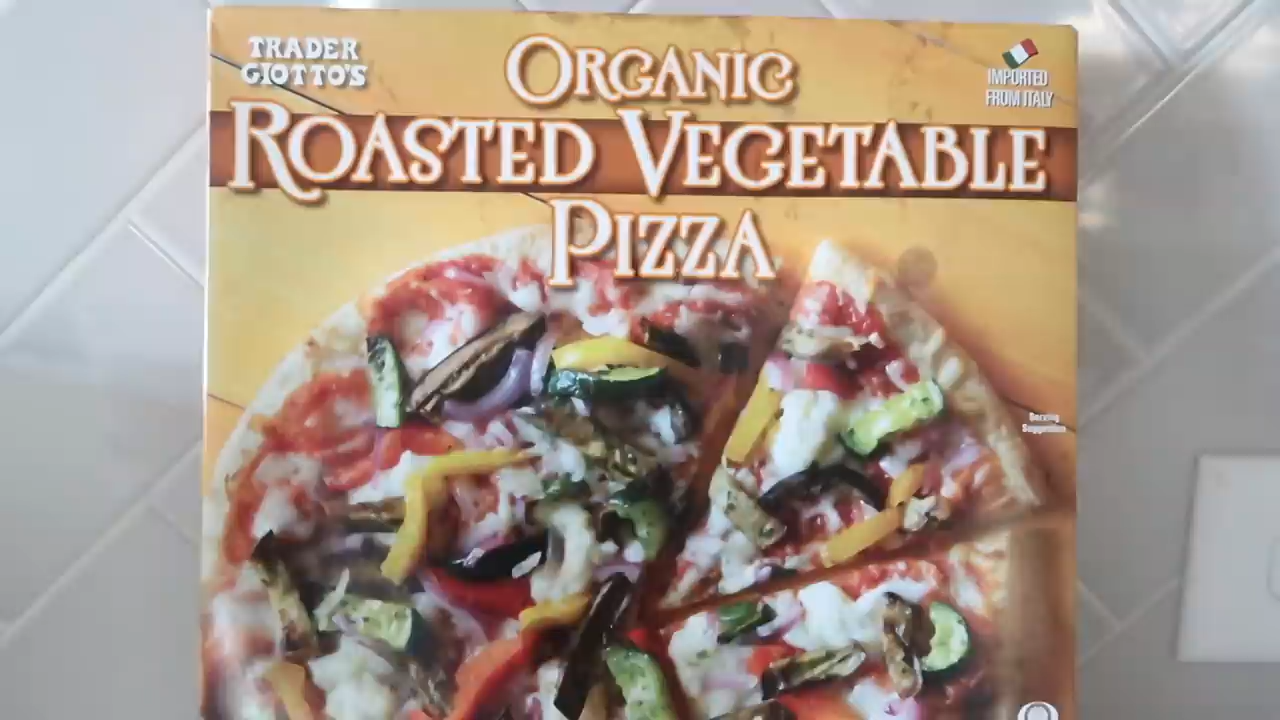 TRADER
GIOTTO'S
ORGANIC
ROASTED VEGETABLE
PIZZA
IMPORTED
FROM ITALY
Serving
Suggestion